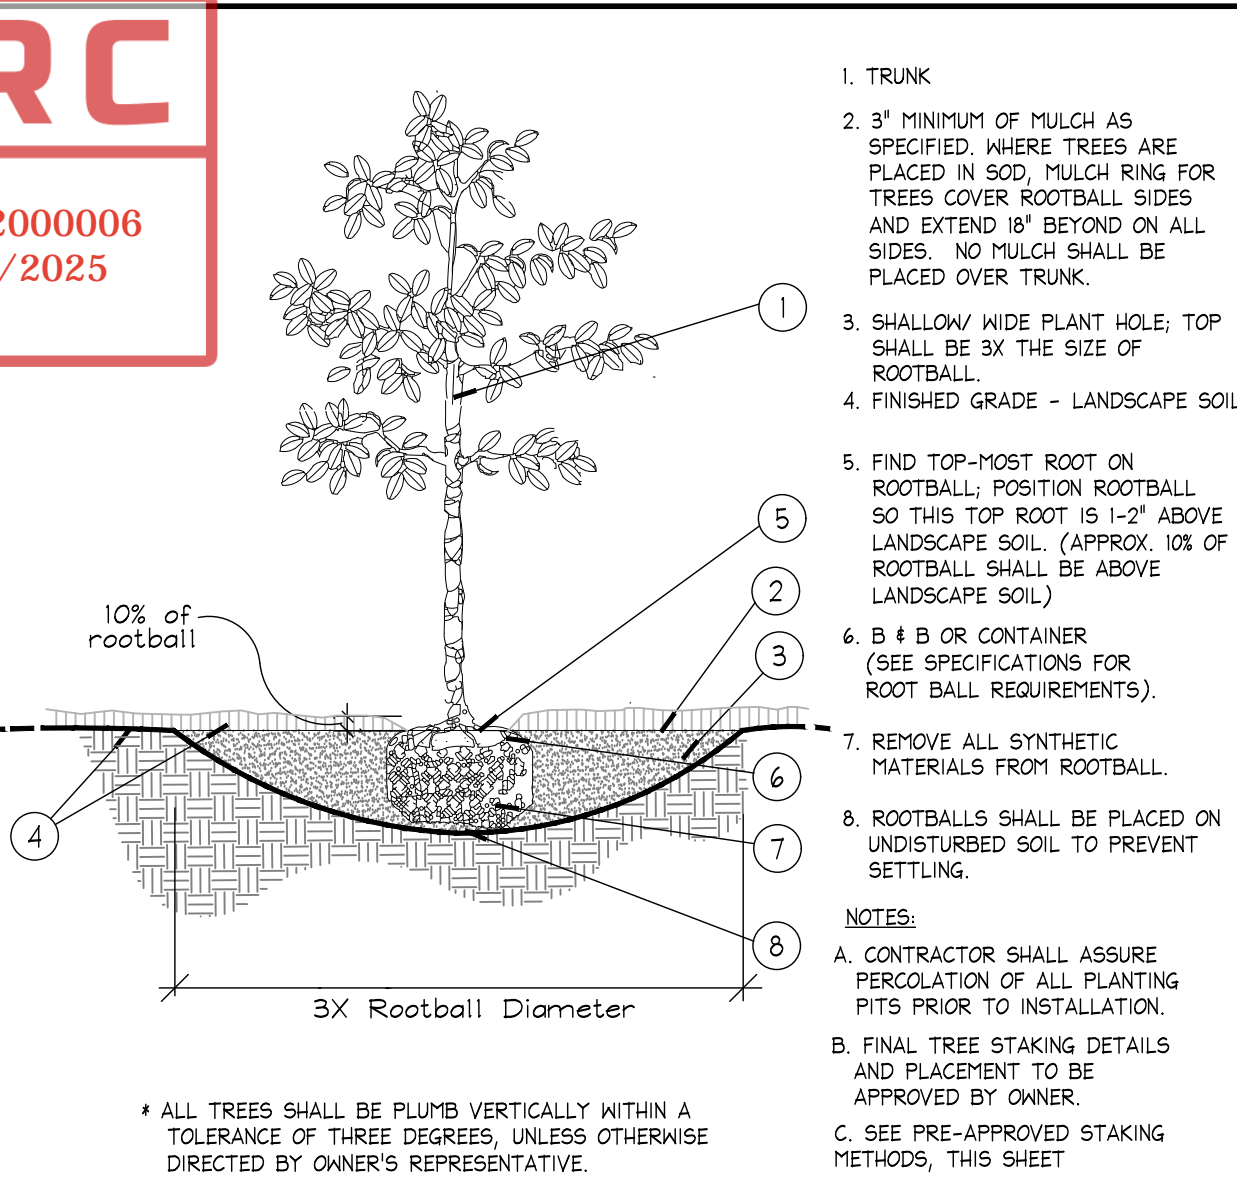 RC
2000006
/2025
1. TRUNK
2. 3" MINIMUM OF MULCH AS
SPECIFIED. WHERE TREES ARE
PLACED IN SOD, MULCH RING FOR
TREES COVER ROOTBALL SIDES
AND EXTEND 18" BEYOND ON ALL
SIDES. NO MULCH SHALL BE
PLACED OVER TRUNK.
3. SHALLOW/ WIDE PLANT HOLE; TOP
SHALL BE 3X THE SIZE OF
ROOTBALL.
4. FINISHED GRADE - LANDSCAPE SOIL
5. FIND TOP-MOST ROOT ON
ROOTBALL; POSITION ROOTBALL
SO THIS TOP ROOT IS 1-2" ABOVE
LANDSCAPE SOIL. (APPROX. 10% OF
ROOTBALL SHALL BE ABOVE
LANDSCAPE SOIL)
6. B & B OR CONTAINER
(SEE SPECIFICATIONS FOR
ROOT BALL REQUIREMENTS).
7. REMOVE ALL SYNTHETIC
MATERIALS FROM ROOTBALL.
8. ROOTBALLS SHALL BE PLACED ON
UNDISTURBED SOIL TO PREVENT
SETTLING.
NOTES:
A. CONTRACTOR SHALL ASSURE
PERCOLATION OF ALL PLANTING
PITS PRIOR TO INSTALLATION.
B. FINAL TREE STAKING DETAILS
AND PLACEMENT TO BE
APPROVED BY OWNER.
C. SEE PRE-APPROVED STAKING
METHODS, THIS SHEET
1
5
2
3
6
7
8
4
10% of
rootball
3X Rootball Diameter
* ALL TREES SHALL BE PLUMB VERTICALLY WITHIN A
TOLERANCE OF THREE DEGREES, UNLESS OTHERWISE
DIRECTED BY OWNER'S REPRESENTATIVE.